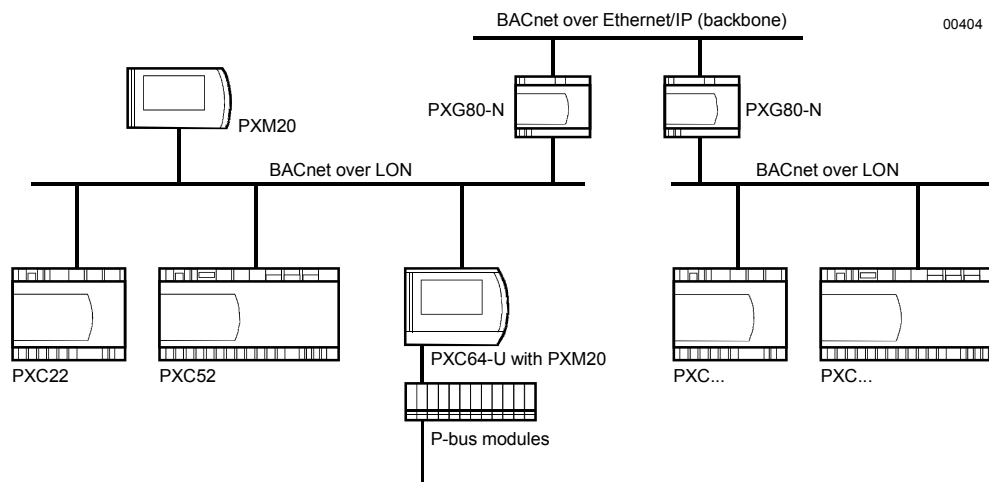 BACnet over Ethernet/IP (backbone)
00404
PXM20
PXG80-N
PXG80-N
BACnet over LON
BACnet over LON
PXC22
PXC52
PXC64-U with PXM20
PXC...
PXC...
P-bus modules